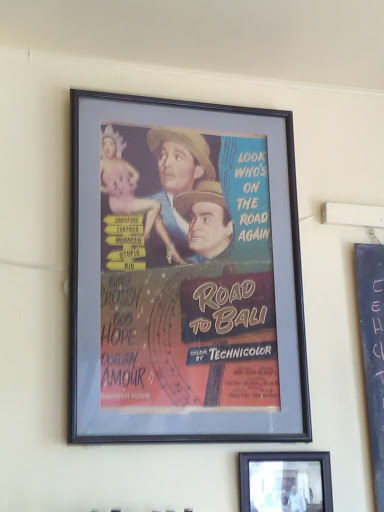 LOOK
WHO'S
ON
THE
ROAD
AGAIN
SINGAPORE
ZANZIBAR
MOROCCO
UTOPIA
RIO
BING
CROSBY
BOB
HOPE
DOROTHY
LAMOUR
ROAD
TO BALI
COLOR BY TECHNICOLOR